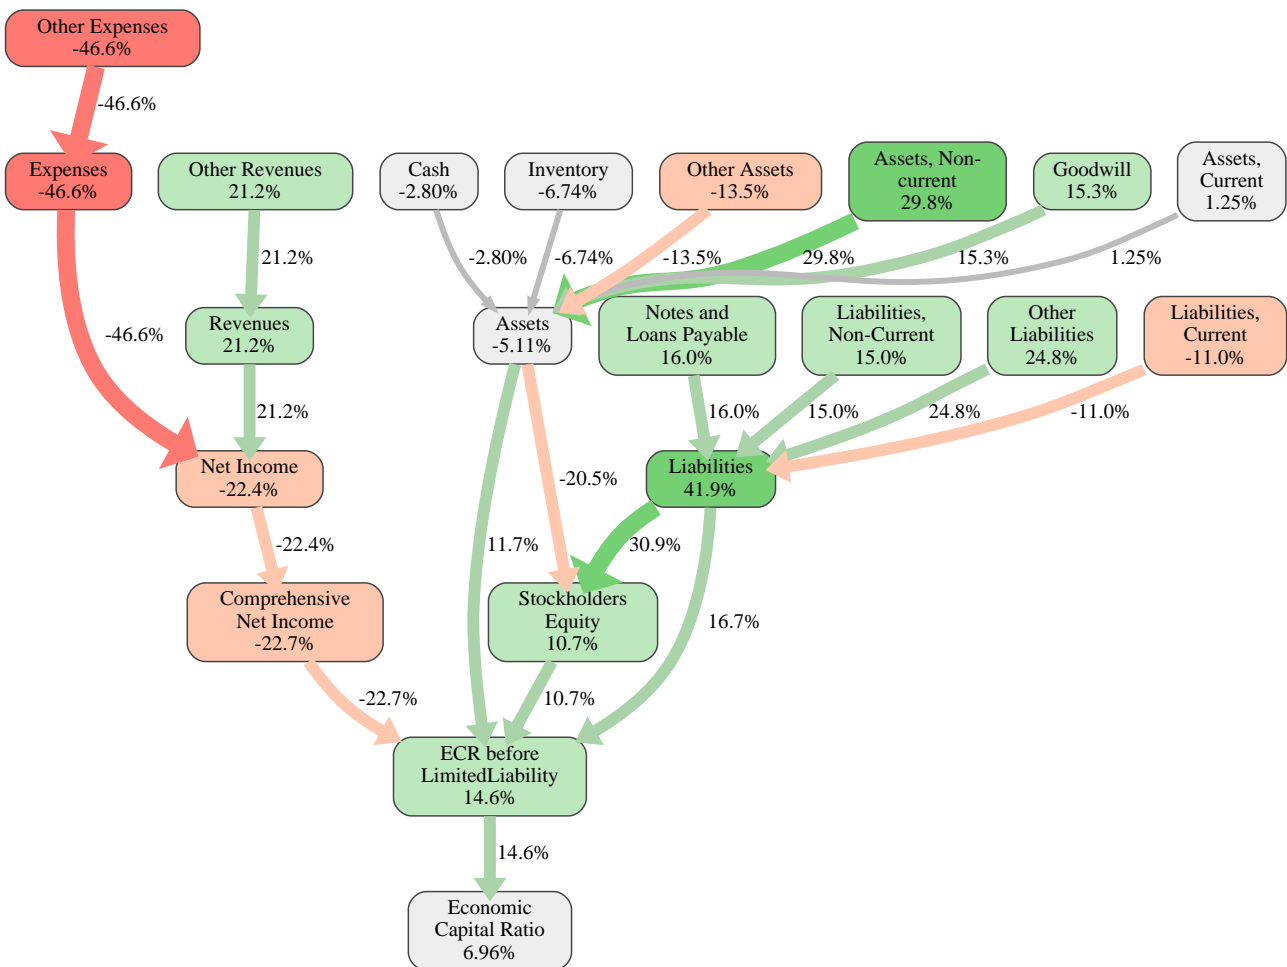 Other Expenses
-46.6%
-46.6%
Expenses
-46.6%
Other Revenues
21.2%
Cash
-2.80%
Inventory
-6.74%
Other Assets
-13.5%
Assets, Non-
current
29.8%
Goodwill
15.3%
Assets,
Current
1.25%
21.2%
-2.80%
-6.74%
-13.5%
29.8%
15.3%
1.25%
-46.6%
Revenues
21.2%
Assets
-5.11%
Notes and
Loans Payable
16.0%
Liabilities,
Non-Current
15.0%
Other
Liabilities
24.8%
Liabilities,
Current
-11.0%
21.2%
16.0%
15.0%
24.8%
-11.0%
Net Income
-22.4%
-20.5%
Liabilities
41.9%
-22.4%
11.7%
30.9%
Comprehensive
Net Income
-22.7%
Stockholders
Equity
10.7%
16.7%
-22.7%
10.7%
ECR before
LimitedLiability
14.6%
14.6%
Economic
Capital Ratio
6.96%